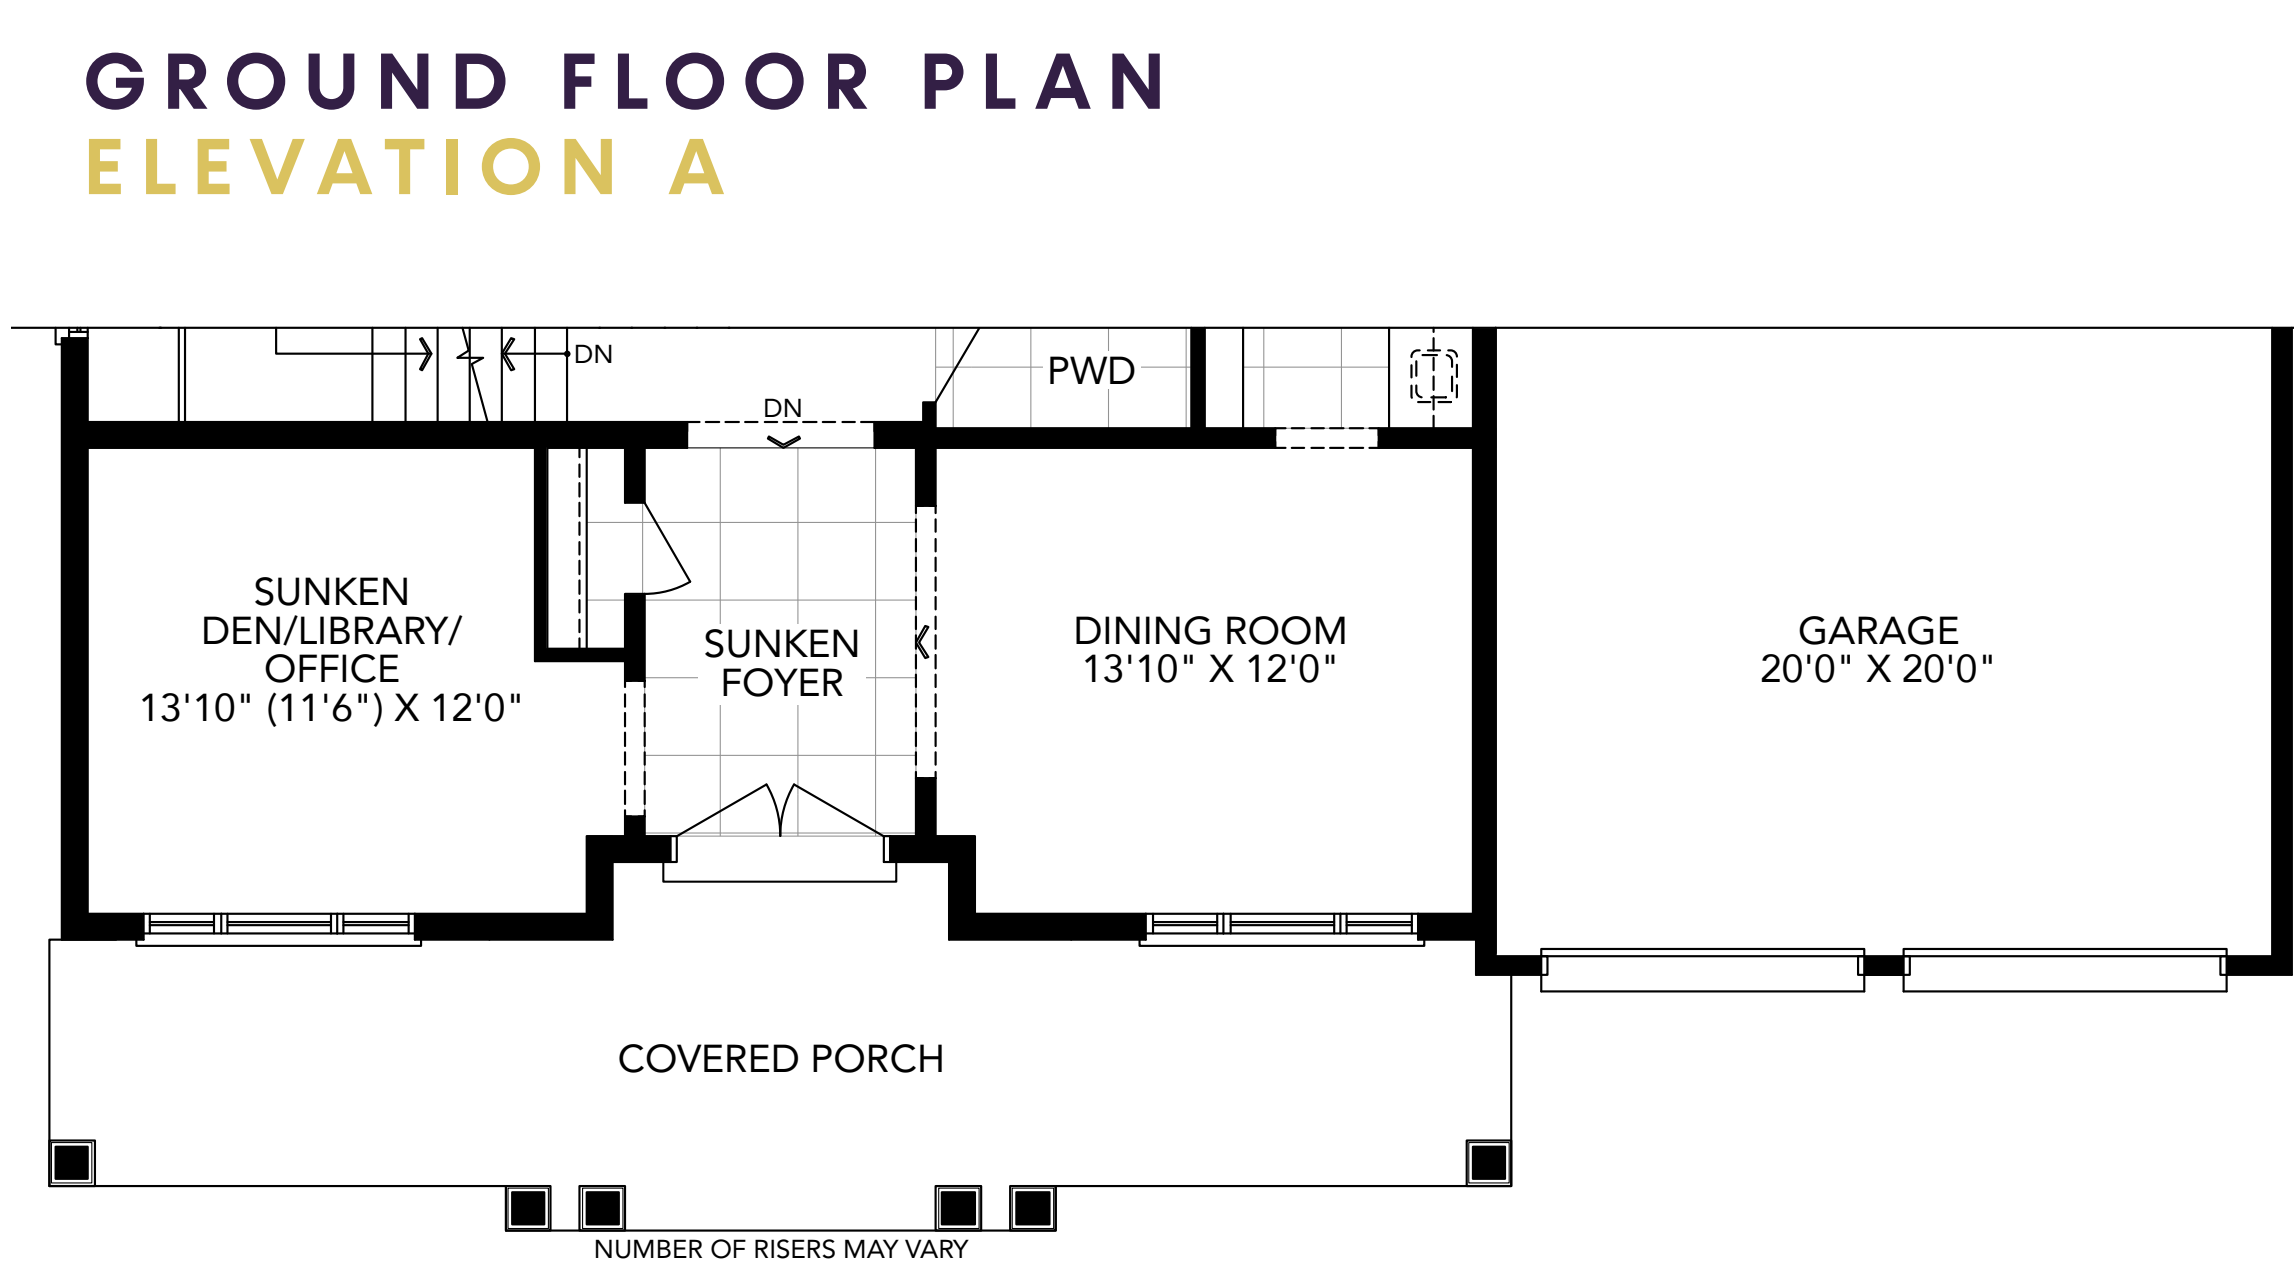 GROUND FLOOR PLAN
ELEVATION A
DN
PWD
DN
SUNKEN
DEN/LIBRARY/
OFFICE
13'10" (11'6") X 12'0"
SUNKEN
FOYER
DINING ROOM
13'10" X 12'0"
GARAGE
20'0" X 20'0"
COVERED PORCH
NUMBER OF RISERS MAY VARY